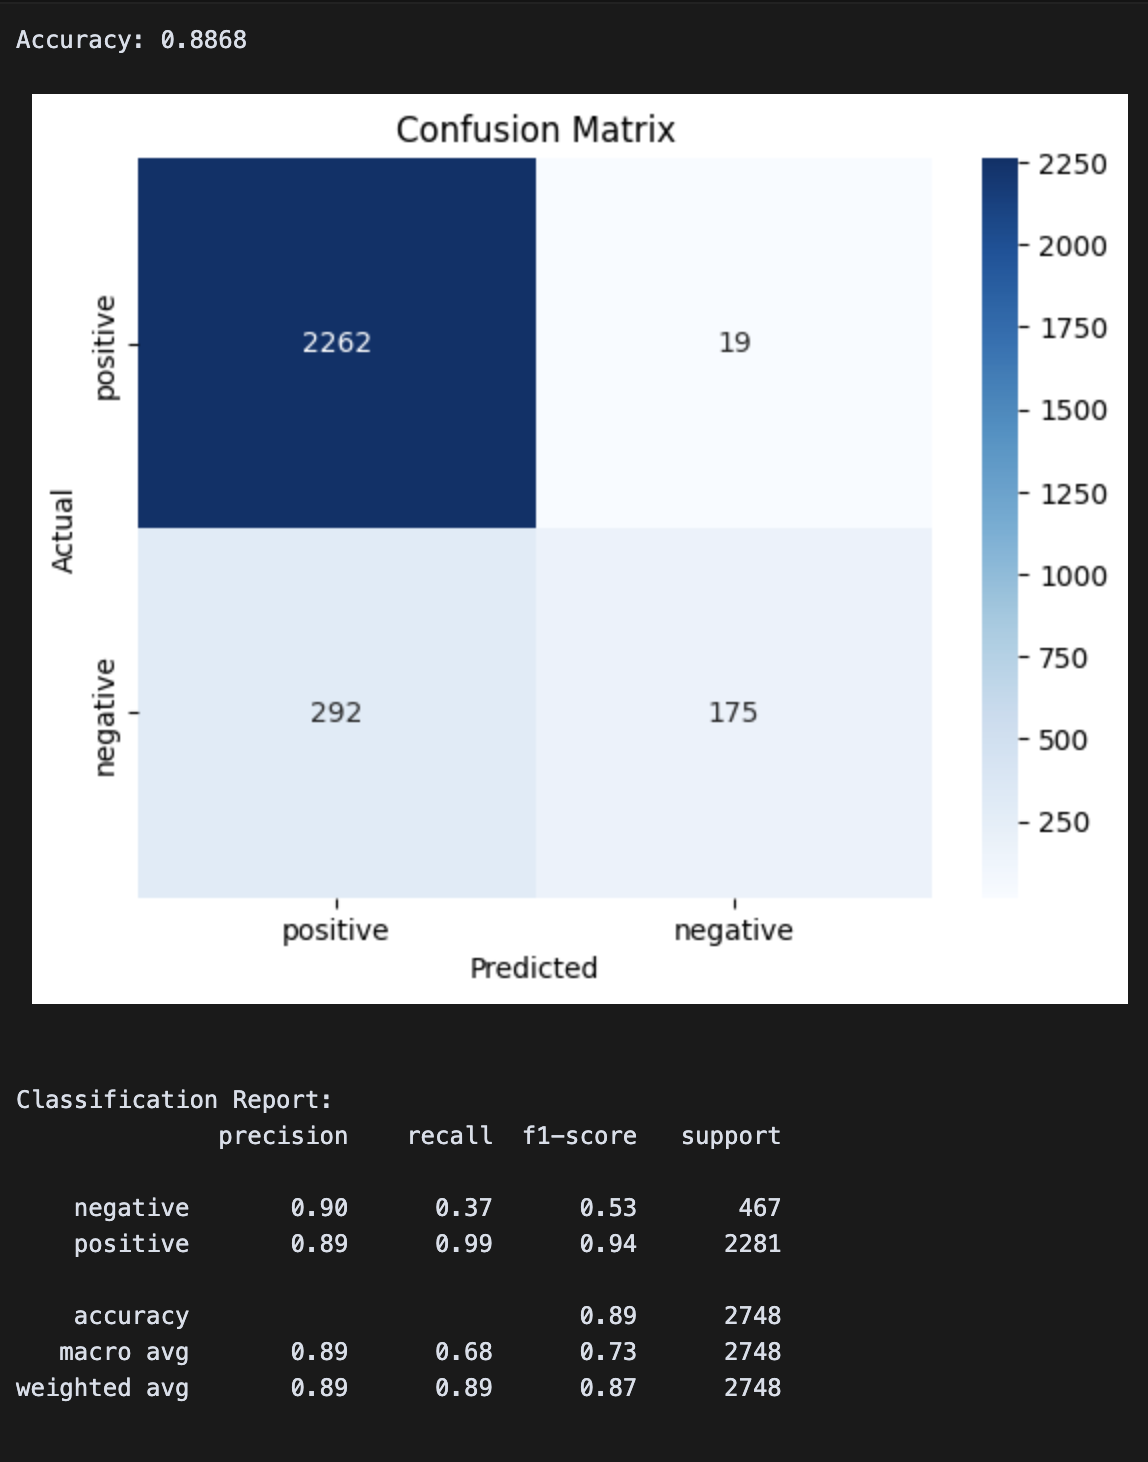 Accuracy: 0.8868
Confusion Matrix
2262 19
292 175
positive
negative
Actual
positive negative
Predicted
2250
2000
1750
1500
1250
1000
750
500
250
Classification Report:
precision recall f1-score support
negative 0.90 0.37 0.53 467
positive 0.89 0.99 0.94 2281
accuracy 0.89 2748
macro avg 0.89 0.68 0.73 2748
weighted avg 0.89 0.89 0.87 2748